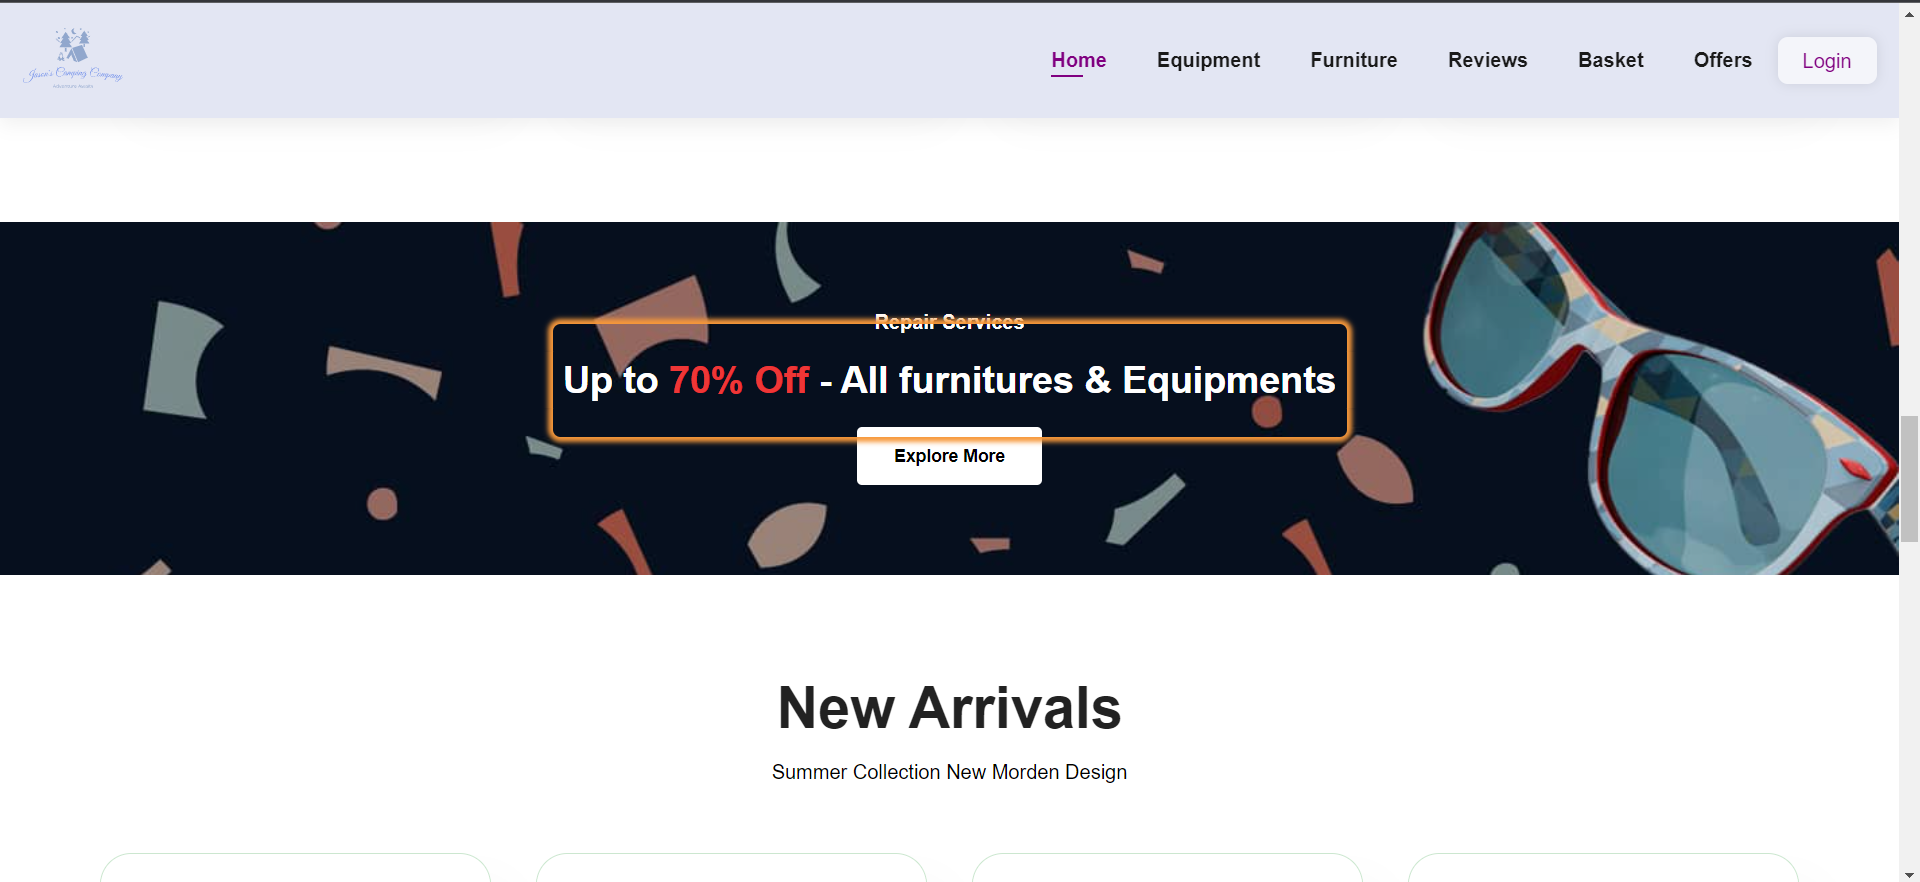 Jason's Camping Company
Home Equipment Furniture Reviews Basket Offers Login
Repair Services
Up to 70% Off - All furnitures & Equipments
Explore More
New Arrivals
Summer Collection New Morden Design